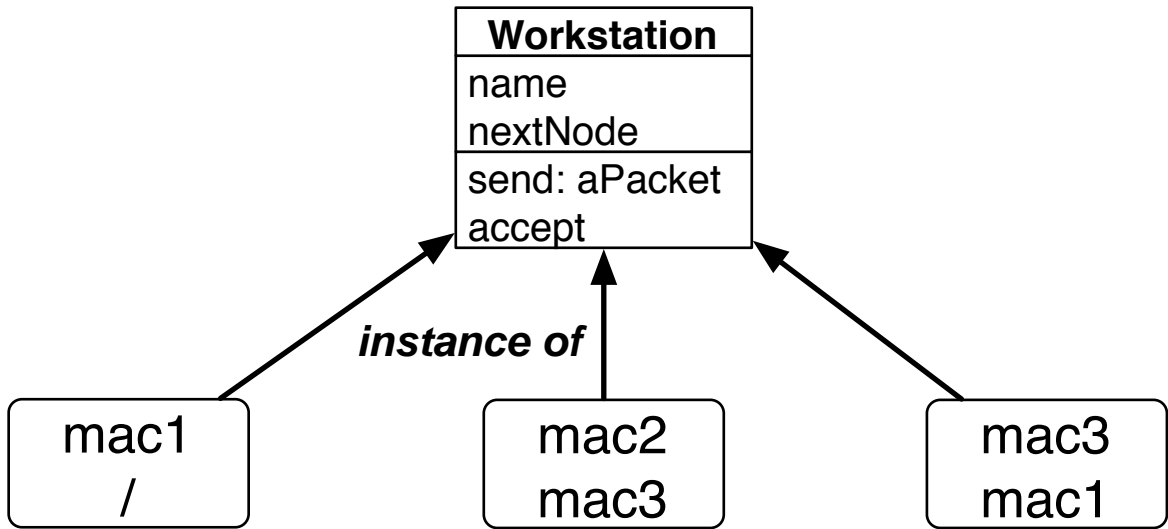 Workstation
name
nextNode
send: aPacket
accept
instance of
mac1
/
mac2
mac3
mac3
mac1